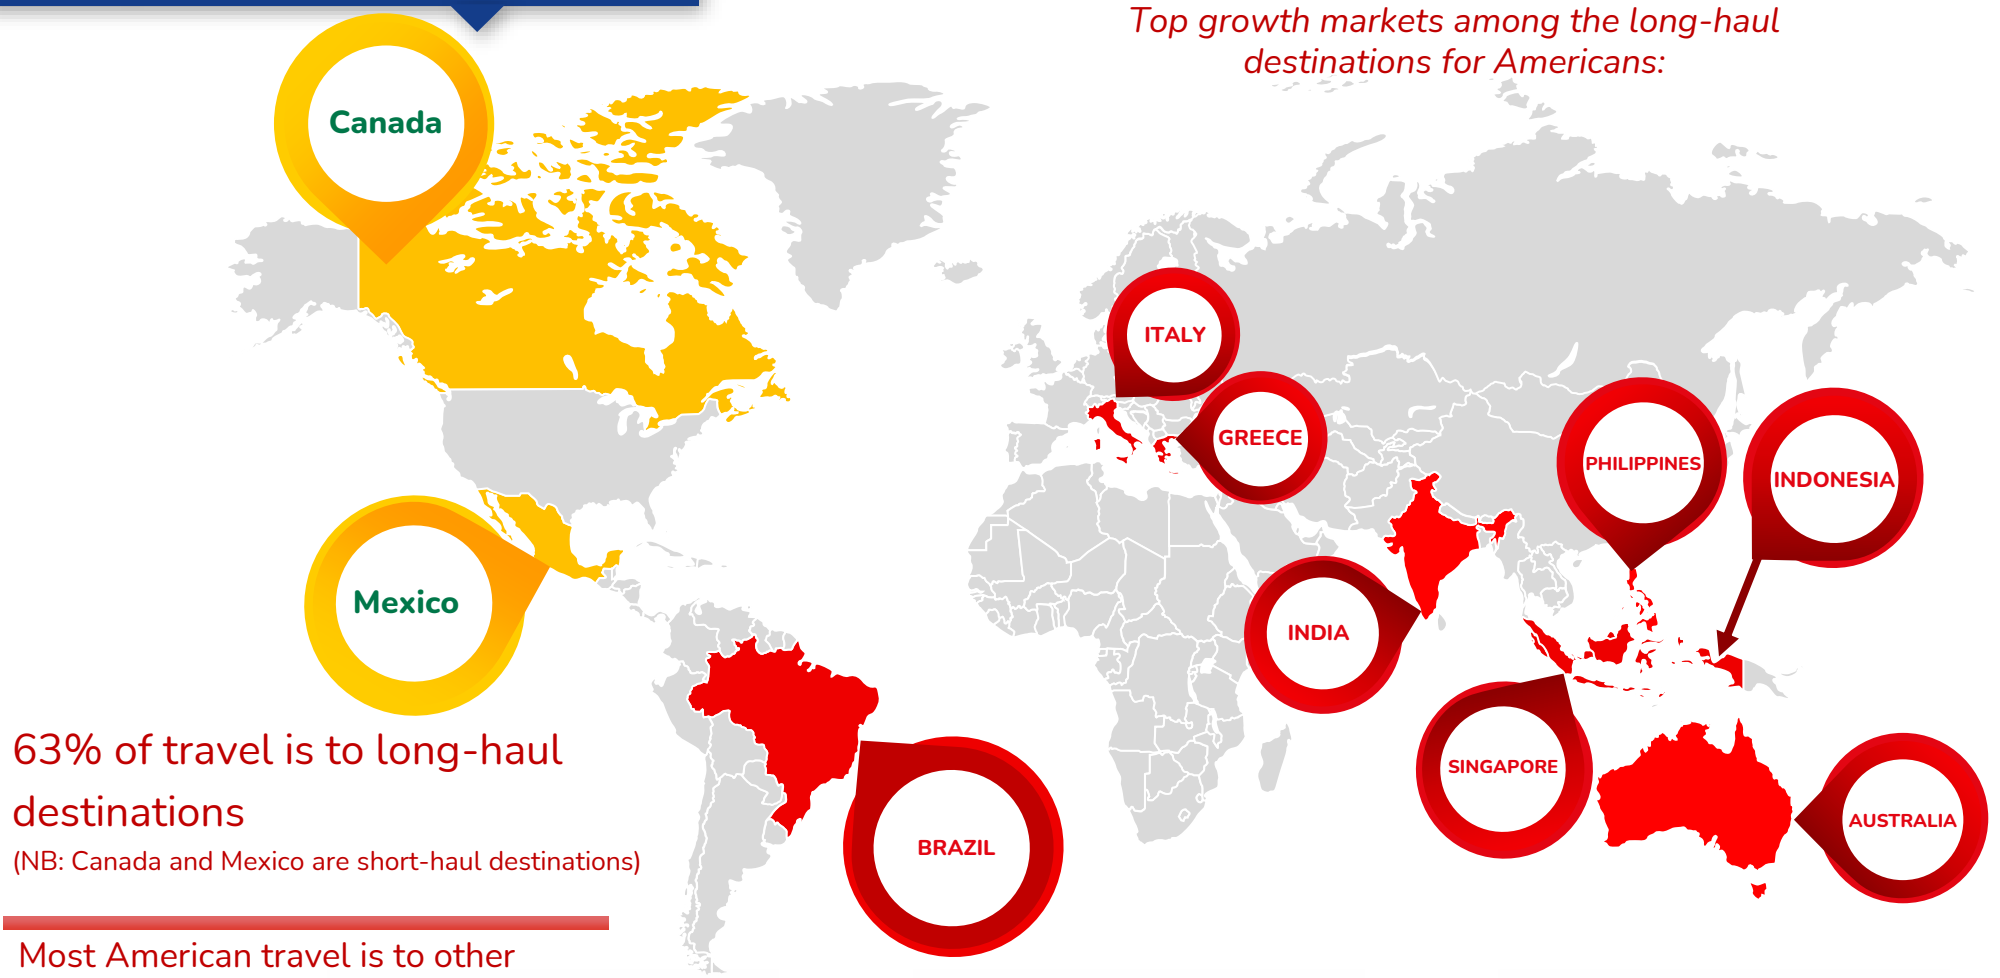 Top growth markets among the long-haul
destinations for Americans:
Canada
ITALY
GREECE
PHILIPPINES
INDONESIA
Mexico
INDIA
SINGAPORE
AUSTRALIA
BRAZIL
63% of travel is to long-haul
destinations
(NB: Canada and Mexico are short-haul destinations)
Most American travel is to other